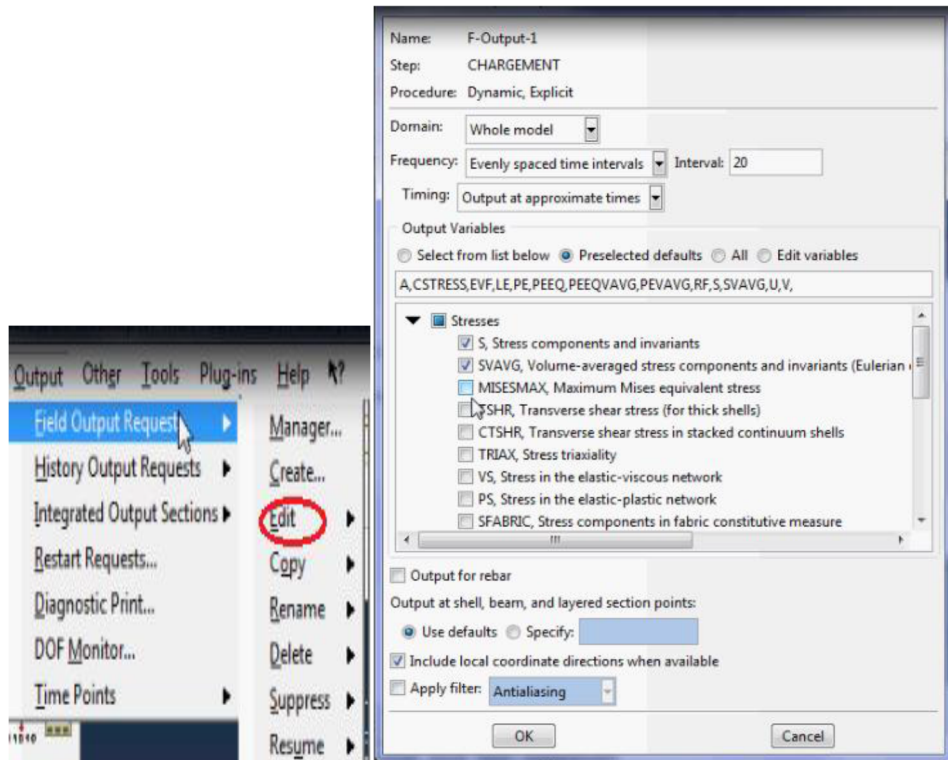 Output Other Tools Plug-ins Help
Field Output Requests
History Output Requests
Integrated Output Sections
Restart Requests...
Diagnostic Print...
DOF Monitor...
Time Points
Manager...
Create...
Edit
Copy
Rename
Delete
Suppress
Resume
Name: F-Output-1
Step: CHARGEMENT
Procedure: Dynamic, Explicit
Domain: Whole model
Frequency: Evenly spaced time intervals Interval: 20
Timing: Output at approximate times
Output Variables
Select from list below Preselected defaults All Edit variables
A,CSTRESS,EVF,LE,PE,PEEQ,PEEQVAVG,PEVAVG,RF,S,SVAVG,U,V,
Stresses
S, Stress components and invariants
SVAVG, Volume-averaged stress components and invariants (Eulerian
MISESMAX, Maximum Mises equivalent stress
TSHR, Transverse shear stress (for thick shells)
CTSHR, Transverse shear stress in stacked continuum shells
TRIAX, Stress triaxiality
VS, Stress in the elastic-viscous network
PS, Stress in the elastic-plastic network
SFABRIC, Stress components in fabric constitutive measure
Output for rebar
Output at shell, beam, and layered section points:
Use defaults Specify:
Include local coordinate directions when available
Apply filter: Antialiasing
OK Cancel